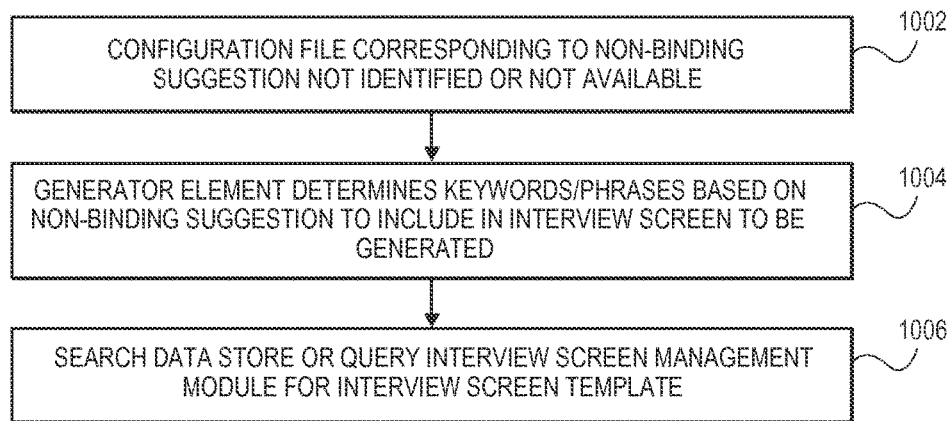 1002
CONFIGURATION FILE CORRESPONDING TO NON-BINDING
SUGGESTION NOT IDENTIFIED OR NOT AVAILABLE
1004
GENERATOR ELEMENT DETERMINES KEYWORDS/PHRASES BASED ON
NON-BINDING SUGGESTION TO INCLUDE IN INTERVIEW SCREEN TO BE
GENERATED
1006
SEARCH DATA STORE OR QUERY INTERVIEW SCREEN MANAGEMENT
MODULE FOR INTERVIEW SCREEN TEMPLATE